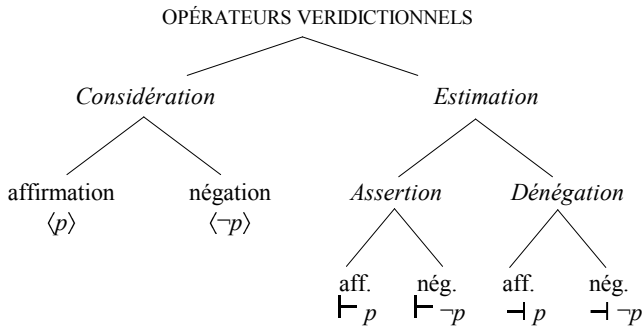 OPÉRATEURS VERIDICTIONNELS
Considération Estimation
affirmation négation Assertion Dénégation
⟨p⟩ ⟨¬p⟩
aff. nég. aff. nég.
⊢ p ⊢ ¬p ⊣ p ⊣ ¬p